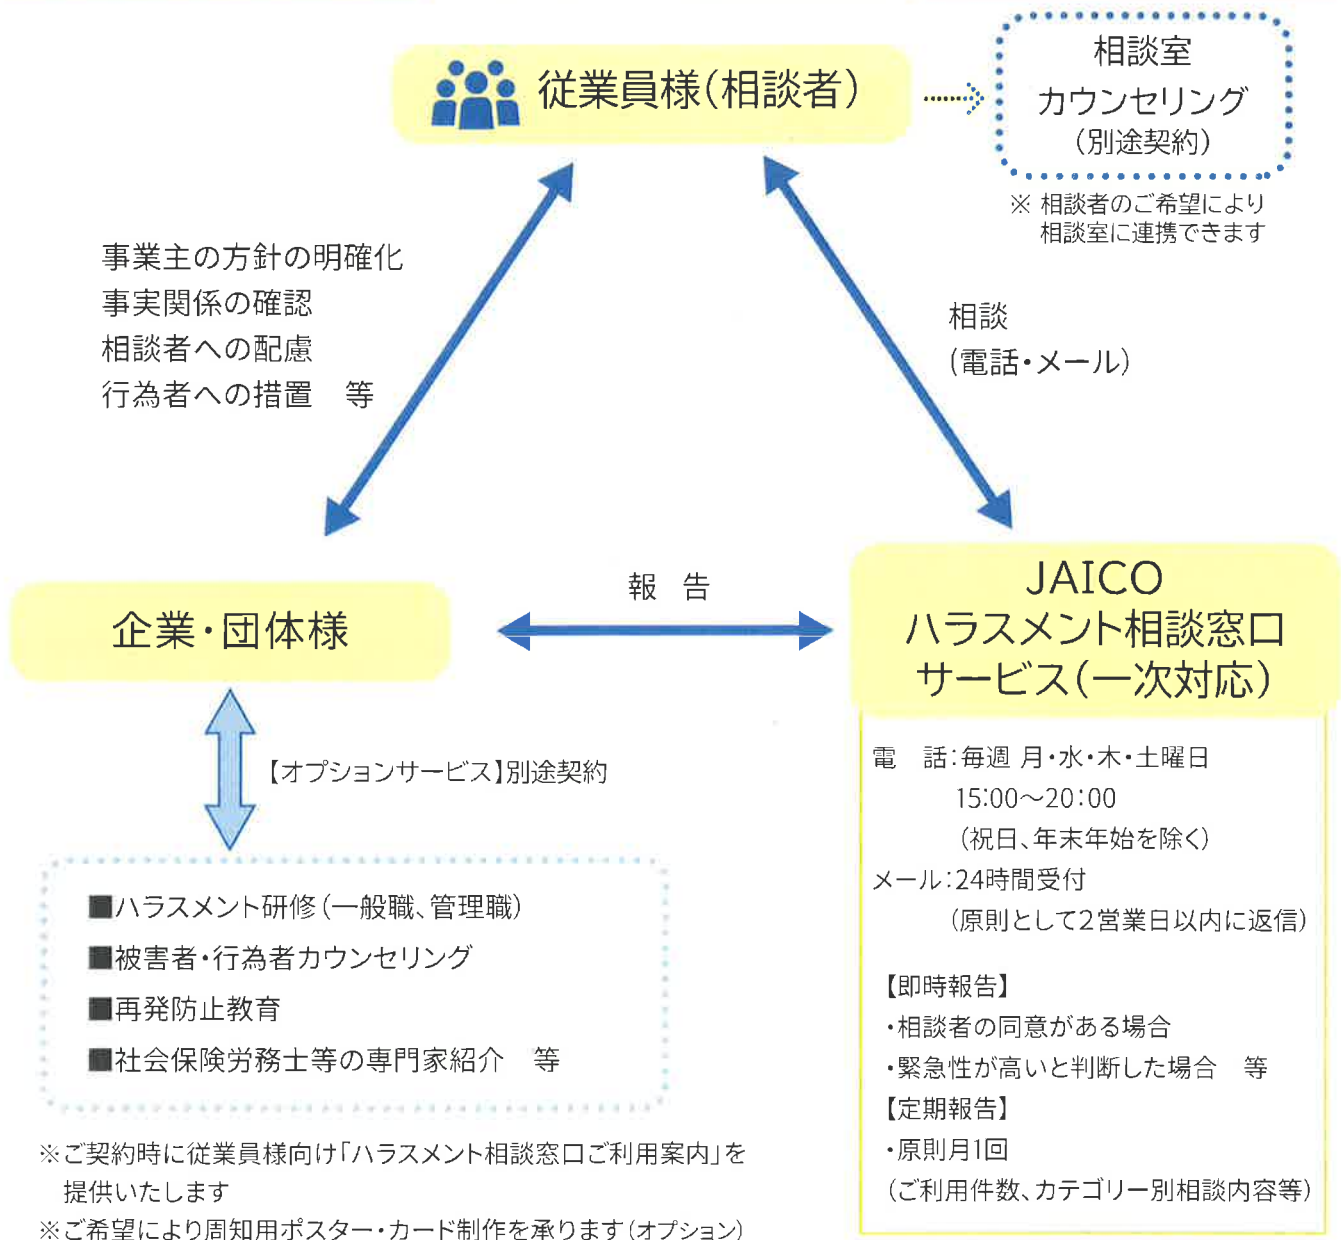 従業員様(相談者)
相談室
カウンセリング
(別途契約)
※ 相談者のご希望により
相談室に連携できます
事業主の方針の明確化
事実関係の確認
相談者への配慮
行為者への措置　等
相談
(電話・メール)
報　告
企業・団体様
JAICO
ハラスメント相談窓口
サービス(一次対応)
【オプションサービス】別途契約
■ハラスメント研修(一般職、管理職)
■被害者・行為者カウンセリング
■再発防止教育
■社会保険労務士等の専門家紹介　等
電　話:毎週 月・水・木・土曜日
15:00〜20:00
(祝日、年末年始を除く)
メール:24時間受付
(原則として2営業日以内に返信)
【即時報告】
・相談者の同意がある場合
・緊急性が高いと判断した場合　等
【定期報告】
・原則月1回
(ご利用件数、カテゴリー別相談内容等)
※ご契約時に従業員様向け「ハラスメント相談窓口ご利用案内」を
提供いたします
※ご希望により周知用ポスター・カード制作を承ります(オプション)